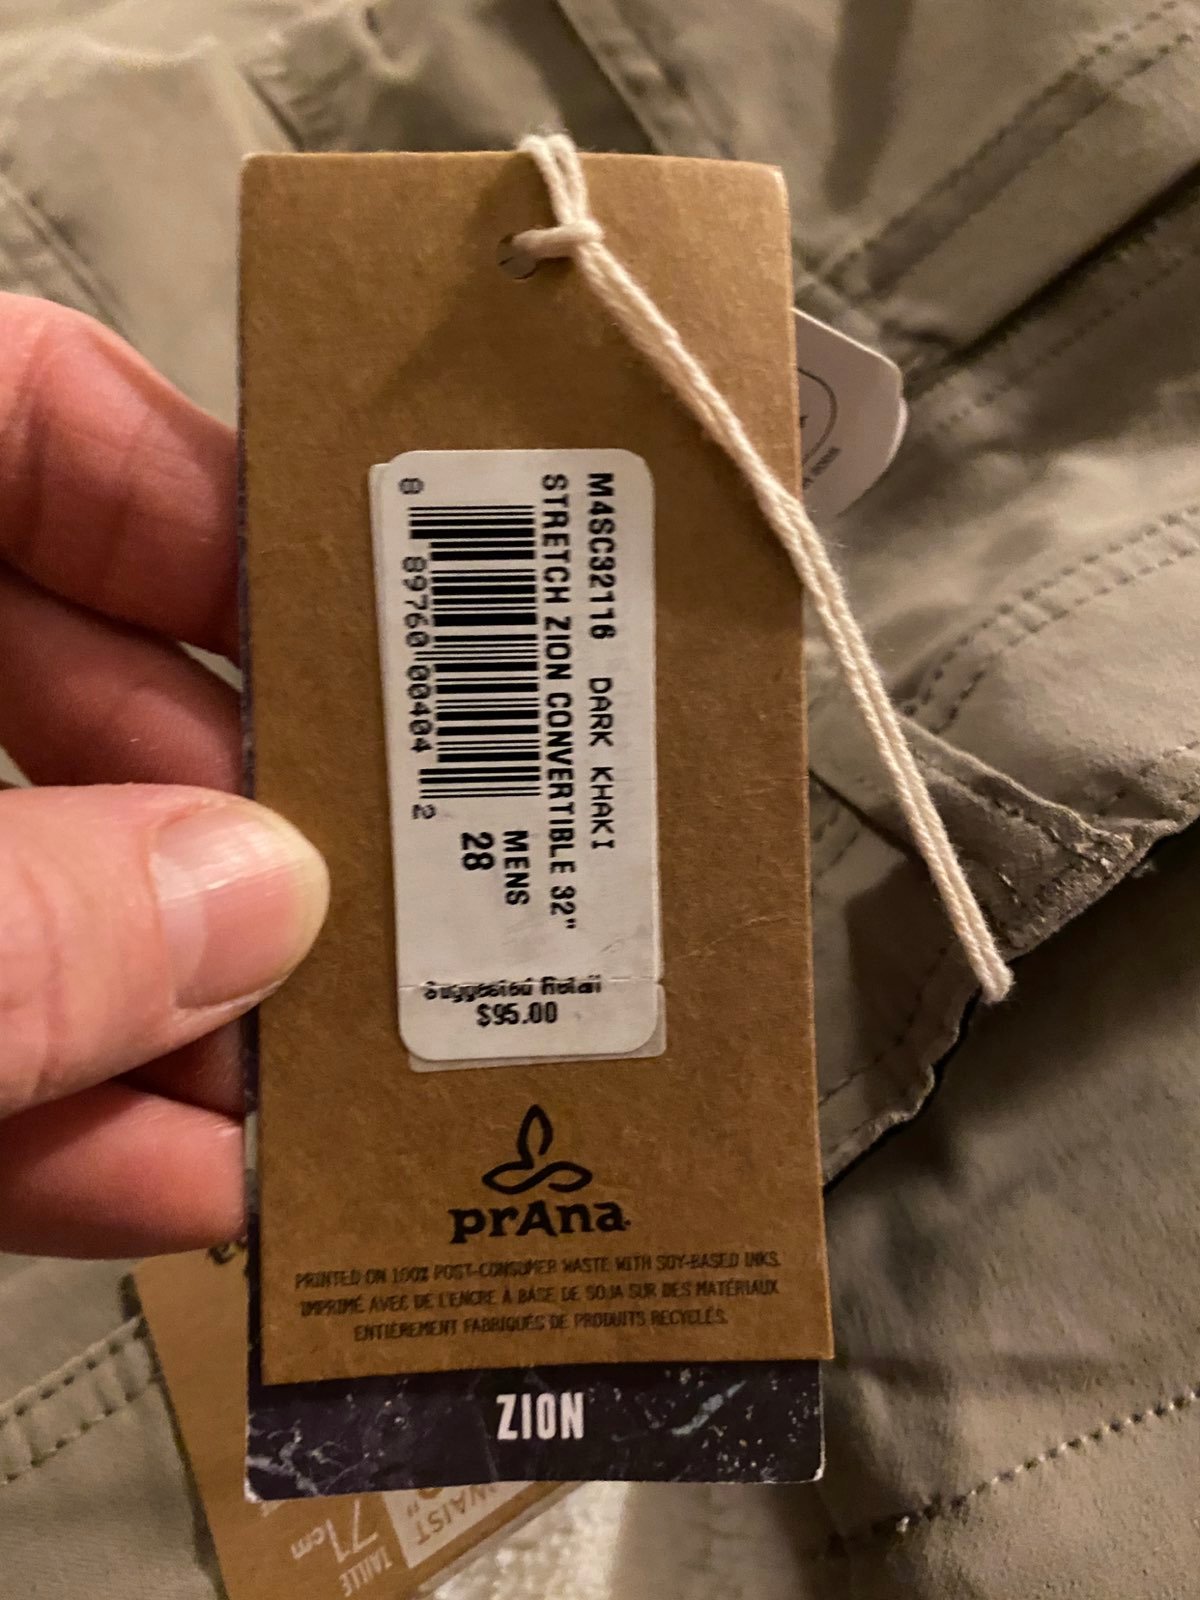 M4SC32116 DARK KHAKI
STRETCH ZION CONVERTIBLE 32"
MENS
28
8 89760 00404 2
Suggested Retail
$95.00
prAna
PRINTED ON 100% POST-CONSUMER WASTE WITH SOY-BASED INKS.
IMPRIMÉ AVEC DE L'ENCRE À BASE DE SOJA SUR DES MATÉRIAUX
ENTIÈREMENT FABRIQUÉS DE PRODUITS RECYCLÉS.
ZION
WAIST
TAILLE
71cm